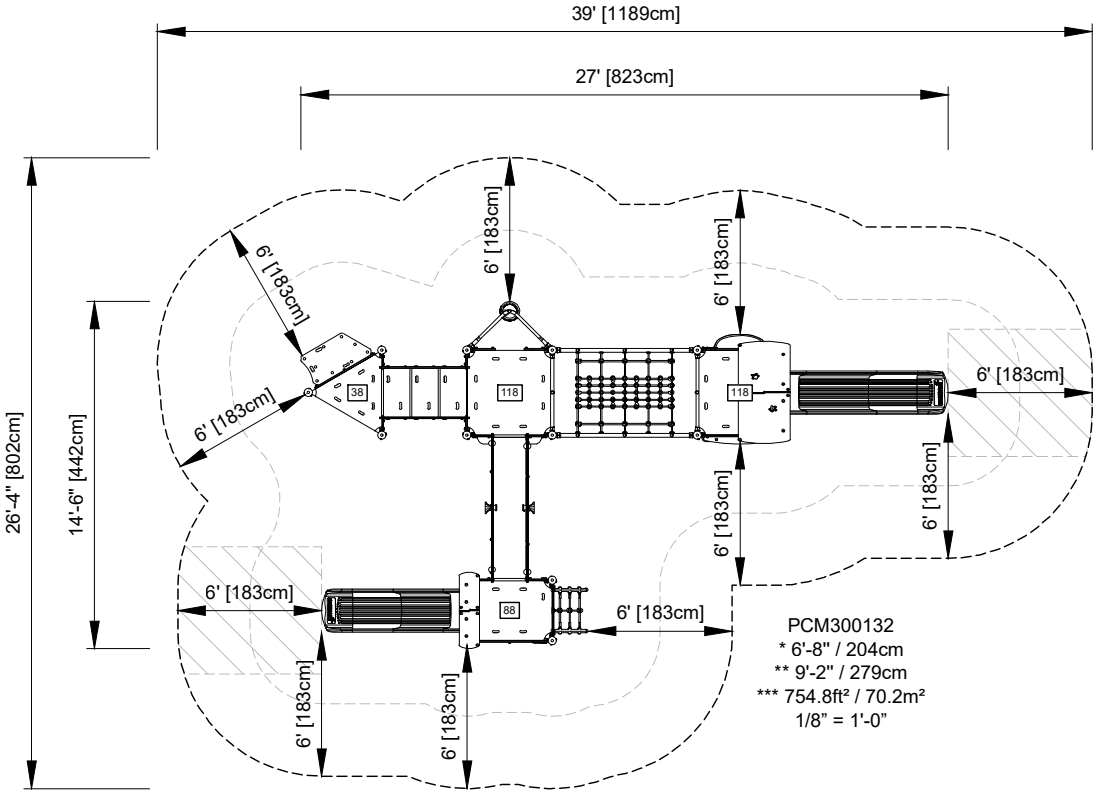 39' [1189cm]
27' [823cm]
26'-4" [802cm]
14'-6" [442cm]
6' [183cm]
6' [183cm]
6' [183cm]
6' [183cm]
38
118
118
6' [183cm]
6' [183cm]
6' [183cm]
6' [183cm]
88
6' [183cm]
6' [183cm]
6' [183cm]
PCM300132
* 6'-8" / 204cm
** 9'-2" / 279cm
*** 754.8ft² / 70.2m²
1/8” = 1'-0”